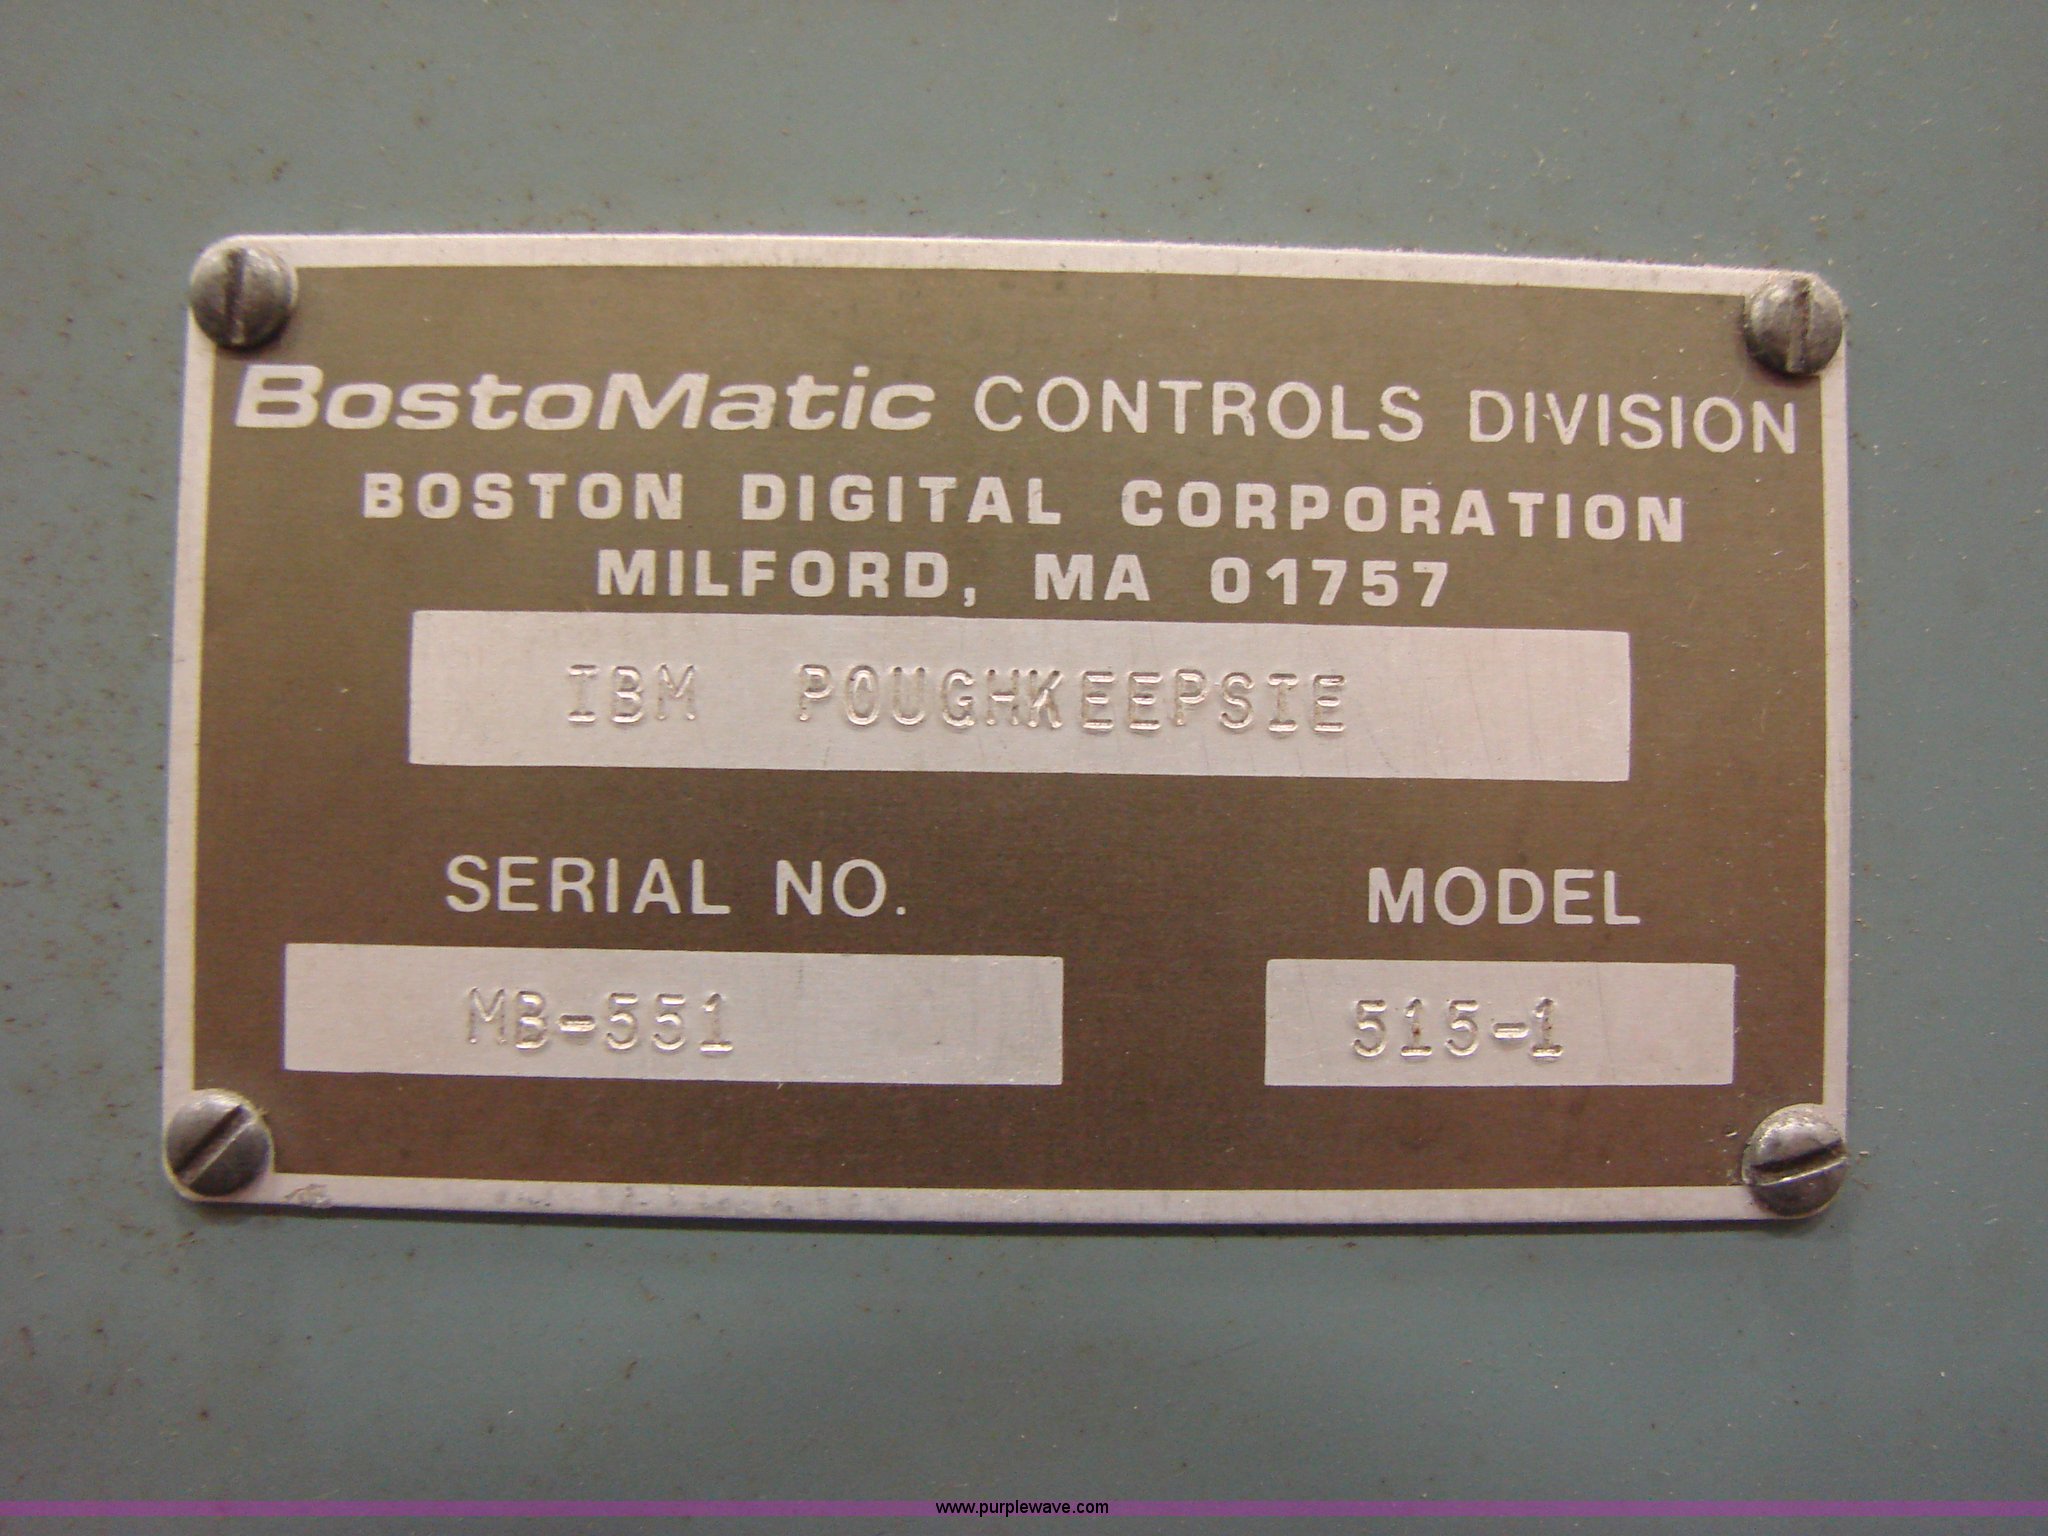 BostoMatic CONTROLS DIVISION
BOSTON DIGITAL CORPORATION
MILFORD, MA 01757
IBM POUGHKEEPSIE
SERIAL NO. MODEL
MB-551 515-1
www.purplewave.com